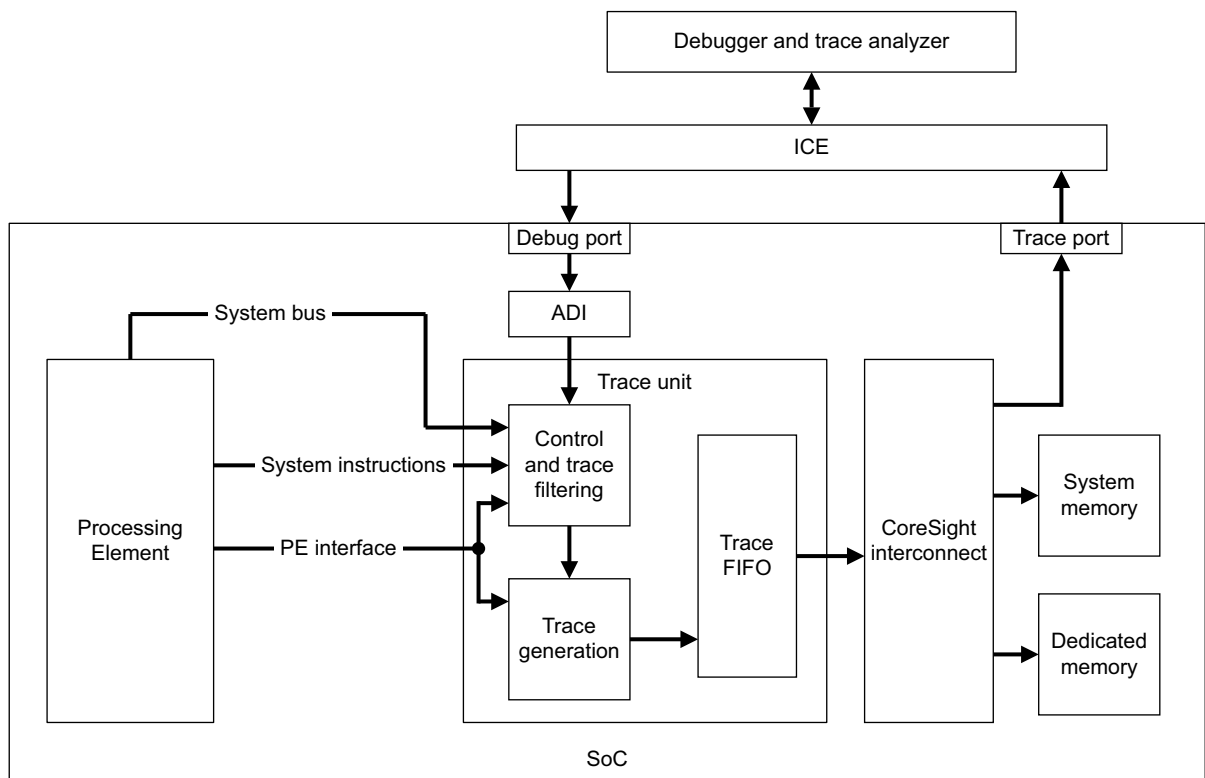 Debugger and trace analyzer
ICE
Debug port
Trace port
System bus
ADI
Trace unit
Control
and trace
filtering
System instructions
System
memory
Processing
Element
PE interface
Trace
FIFO
CoreSight
interconnect
Trace
generation
Dedicated
memory
SoC